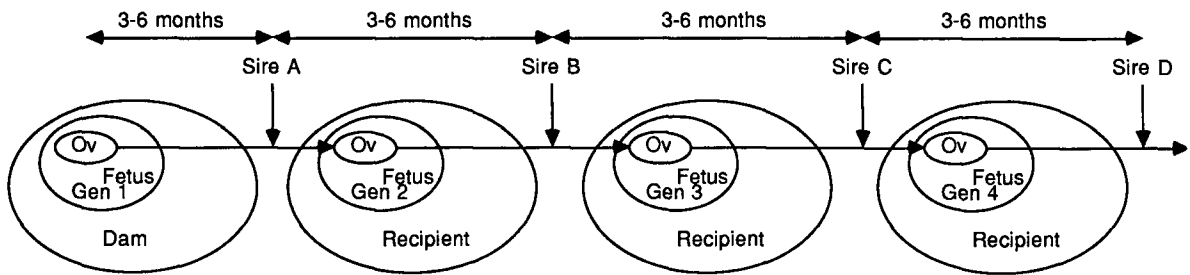 3-6 months 3-6 months 3-6 months 3-6 months
Sire A Sire B Sire C Sire D
Ov Ov Ov Ov
Fetus Fetus Fetus Fetus
Gen 1 Gen 2 Gen 3 Gen 4
Dam Recipient Recipient Recipient